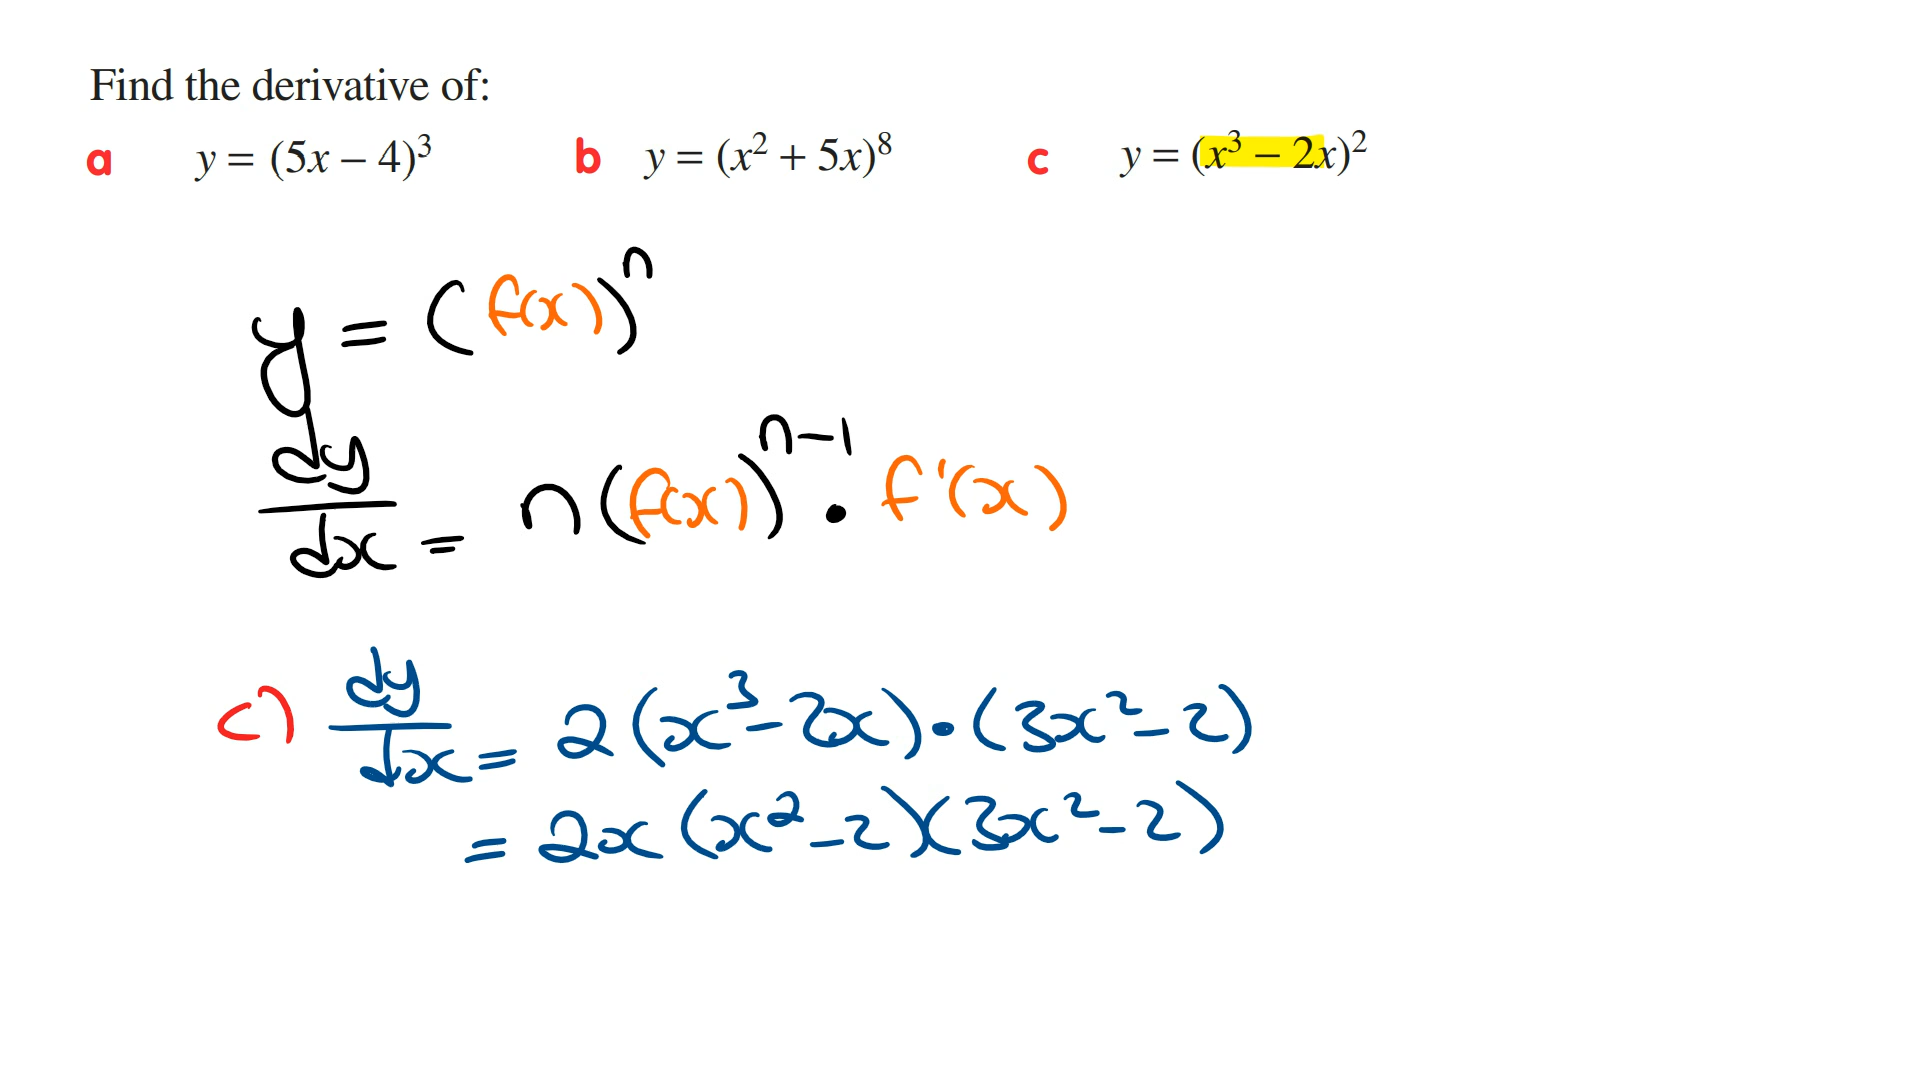 Find the derivative of:
a y = (5x − 4)³ b y = (x² + 5x)⁸ c y = (x³ − 2x)²
y = (f(x))ⁿ
dy/dx = n(f(x))ⁿ⁻¹ • f'(x)
c) dy/dx = 2(x³ − 2x) • (3x² − 2)
= 2x(x² − 2)(3x² − 2)